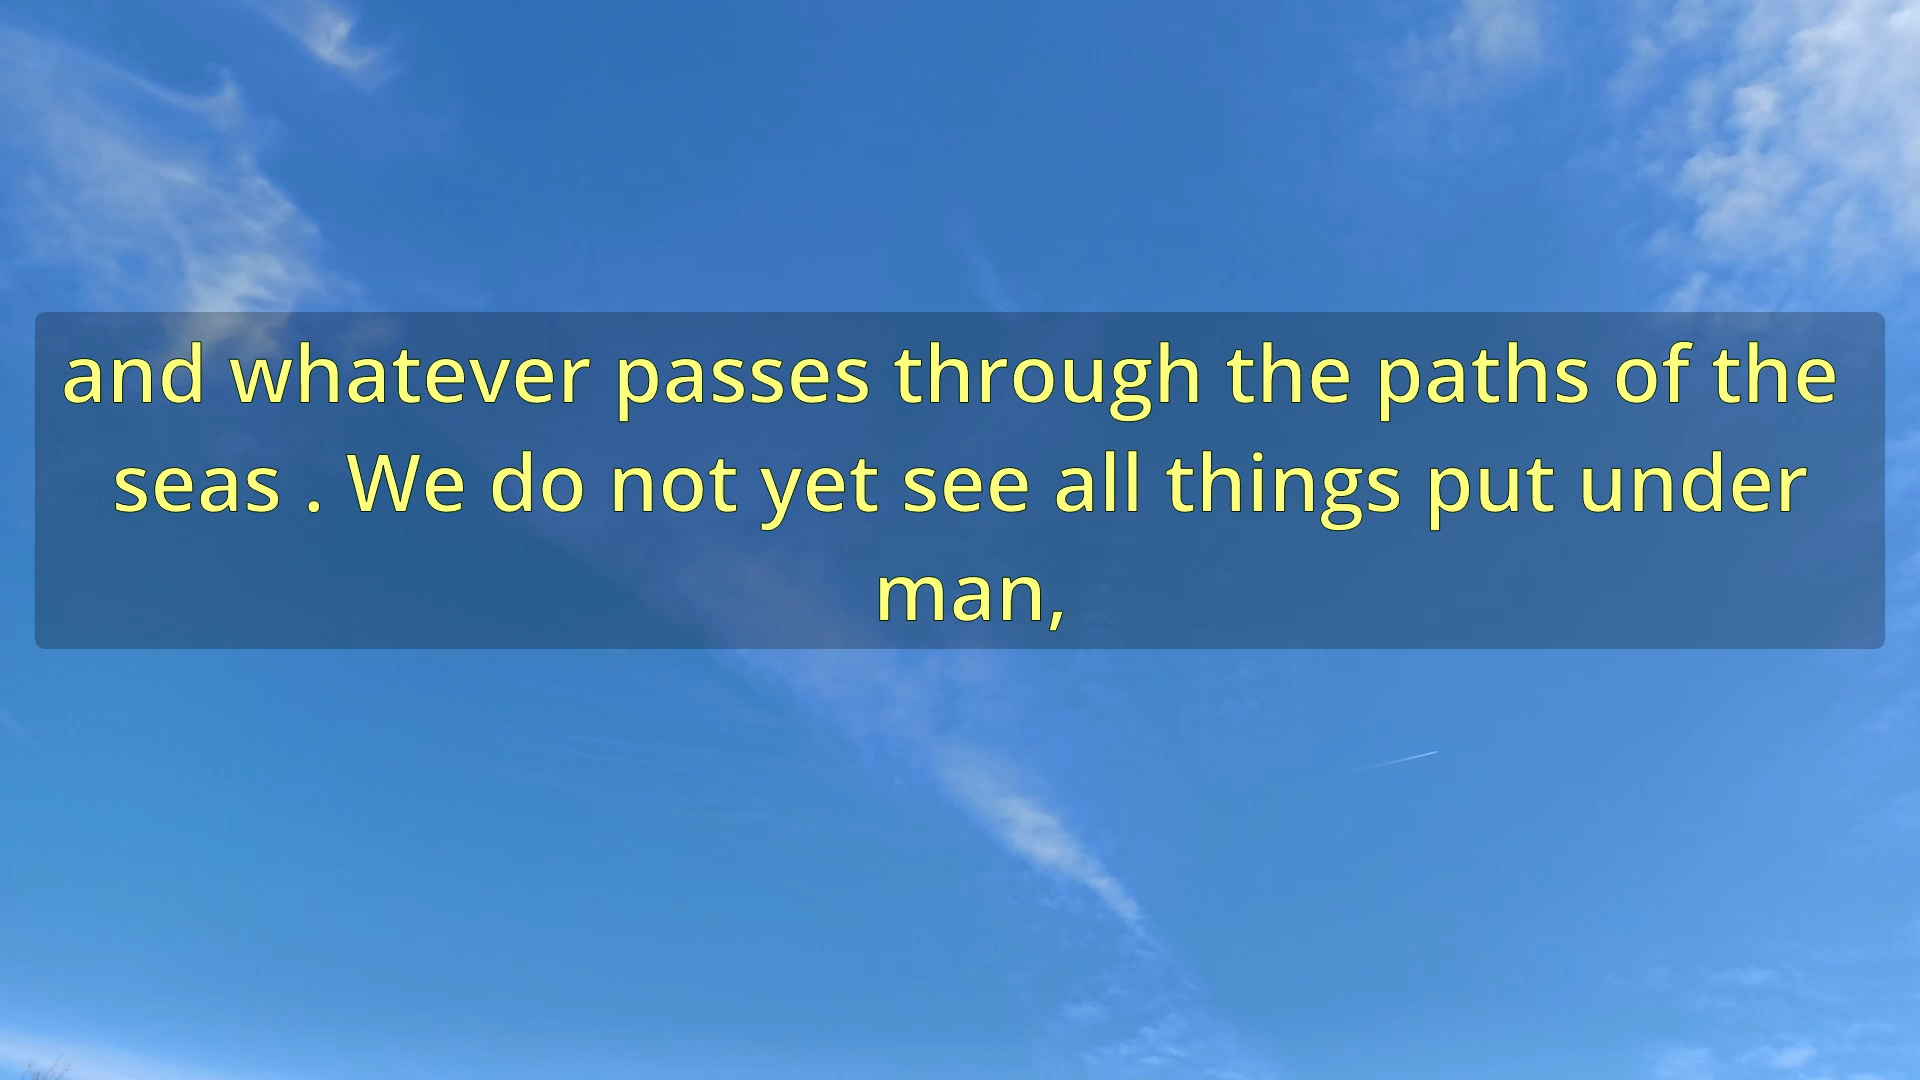 and whatever passes through the paths of the
seas . We do not yet see all things put under
man,